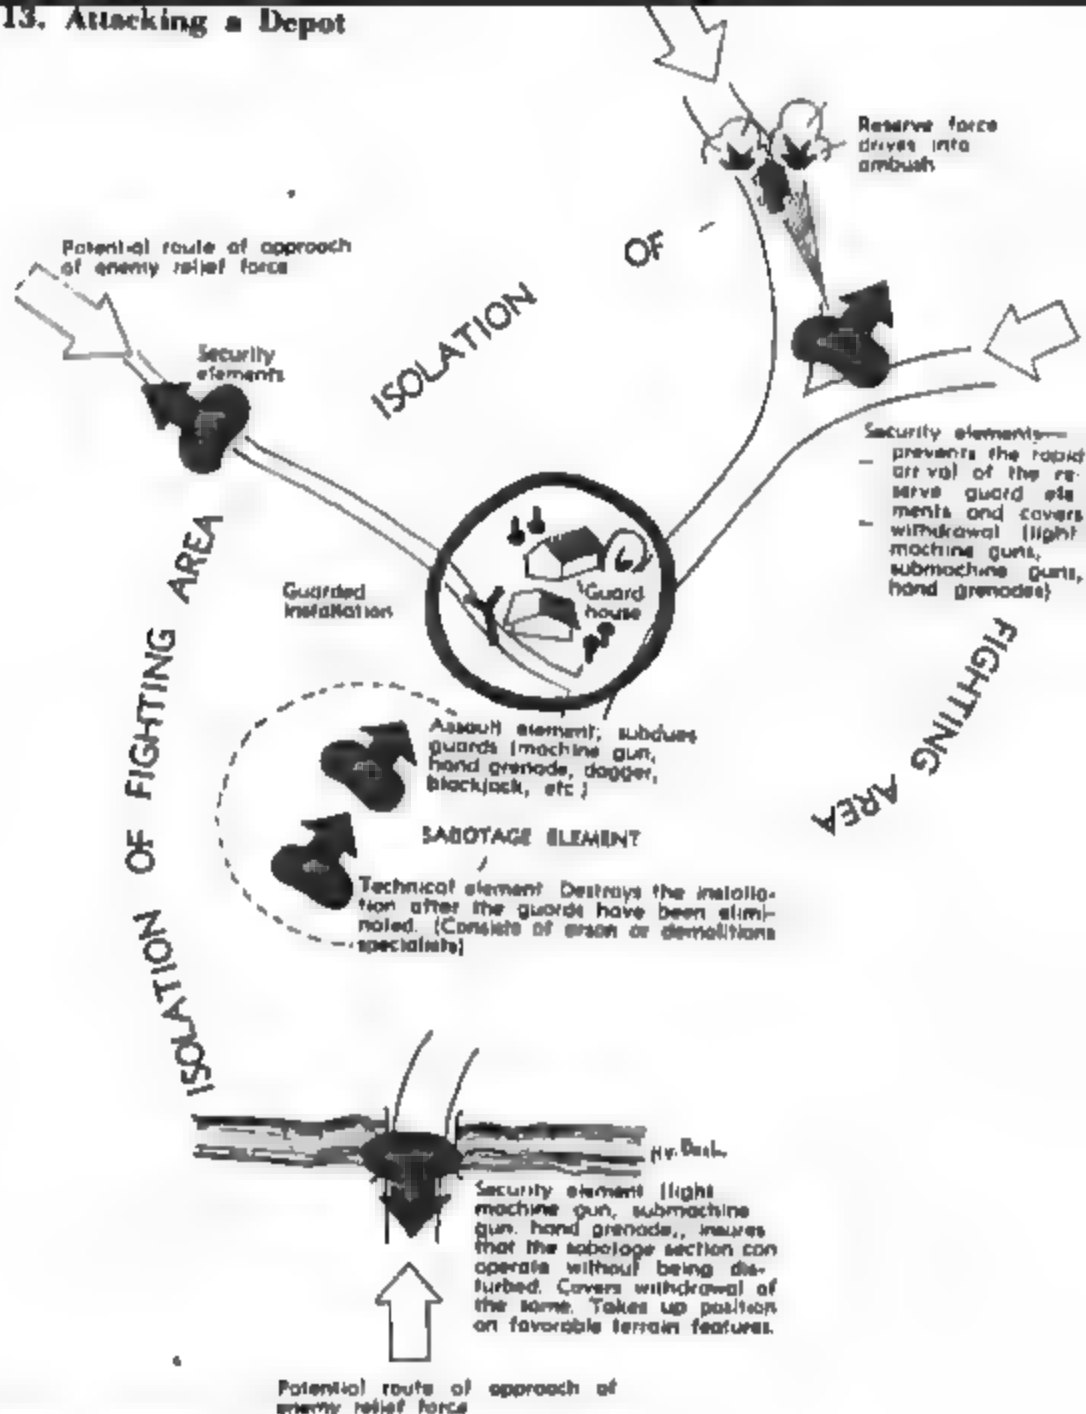 13. Attacking a Depot
Reserve force
drives into
ambush
Potential route of approach
of enemy relief force
OF
ISOLATION
Security
elements
Security elements—
prevents the rapid
arrival of the re-
serve guard ele
ments and covers
withdrawal (light
machine guns,
submachine guns,
hand grenades)
Guarded
installation
Guard
house
ISOLATION OF FIGHTING AREA
FIGHTING AREA
Assault element; subdues
guards (machine gun,
hand grenade, dagger,
blackjack, etc.)
SABOTAGE ELEMENT
Technical element Destroys the installa-
tion after the guards have been elimi-
nated. (Consists of arson or demolitions
specialists)
Security element (light
machine gun, submachine
gun. hand grenade,, insures
that the sabotage section can
operate without being dis-
turbed. Covers withdrawal of
the same. Takes up position
on favorable terrain features.
Potential route of approach of
enemy relief force